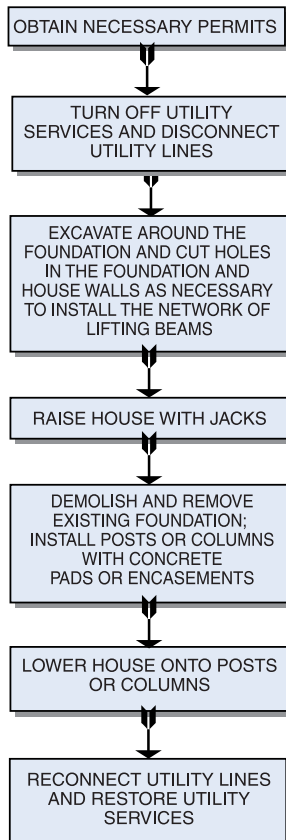 OBTAIN NECESSARY PERMITS
TURN OFF UTILITY
SERVICES AND DISCONNECT
UTILITY LINES
EXCAVATE AROUND THE
FOUNDATION AND CUT HOLES
IN THE FOUNDATION AND
HOUSE WALLS AS NECESSARY
TO INSTALL THE NETWORK OF
LIFTING BEAMS
RAISE HOUSE WITH JACKS
DEMOLISH AND REMOVE
EXISTING FOUNDATION;
INSTALL POSTS OR COLUMNS
WITH CONCRETE
PADS OR ENCASEMENTS
LOWER HOUSE ONTO POSTS
OR COLUMNS
RECONNECT UTILITY LINES
AND RESTORE UTILITY
SERVICES